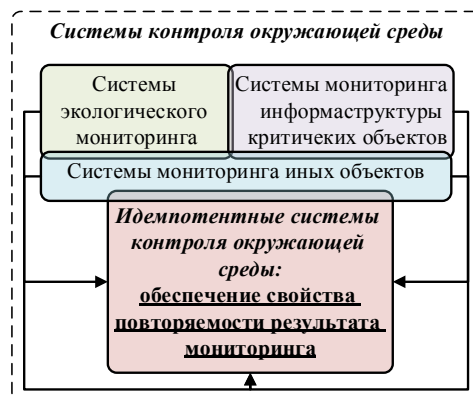 Системы контроля окружающей среды
Системы
экологического
мониторинга
Системы мониторинга
информаструктуры
критичеких объектов
Системы мониторинга иных объектов
Идемпотентные системы
контроля окружающей
среды:
обеспечение свойства
повторяемости результата
мониторинга